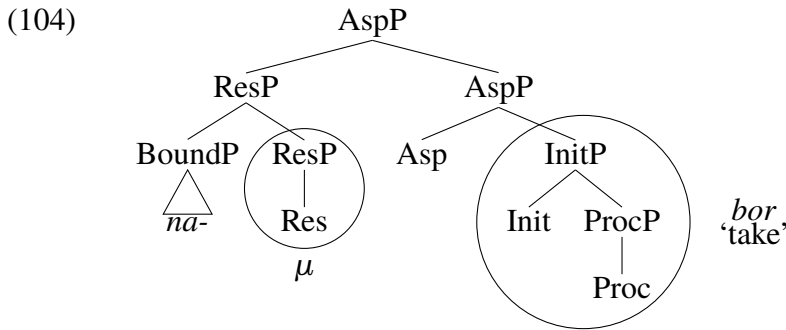 (104) AspP
ResP AspP
BoundP ResP Asp InitP
na- Res Init ProcP bor
μ 'take'
Proc